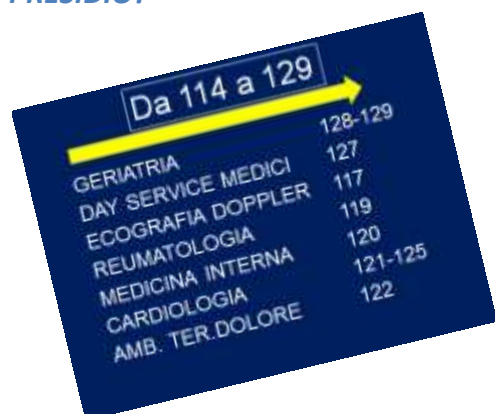 Da 114 a 129
GERIATRIA 128-129
DAY SERVICE MEDICI 127
ECOGRAFIA DOPPLER 117
REUMATOLOGIA 119
MEDICINA INTERNA 120
CARDIOLOGIA 121-125
AMB. TER.DOLORE 122